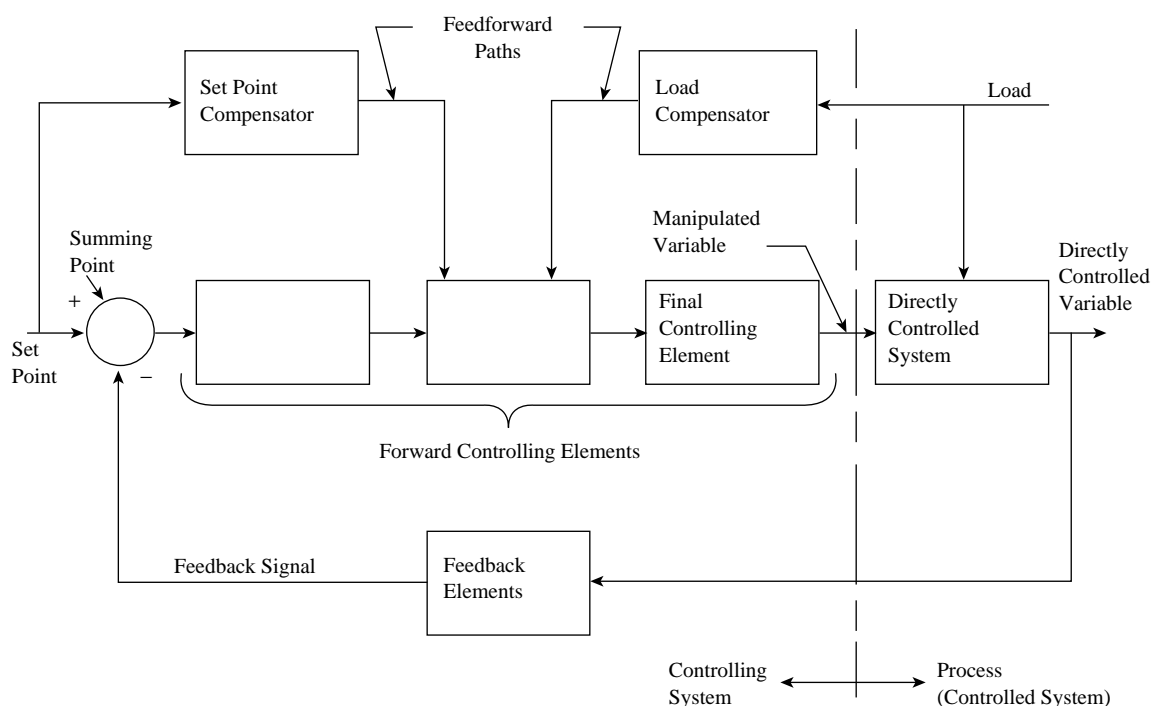 Feedforward
Paths
Set Point
Compensator
Load
Compensator
Load
Manipulated
Variable
Summing
Point
Directly
Controlled
Variable
+
Final
Controlling
Element
Directly
Controlled
System
Set
Point
−
Forward Controlling Elements
Feedback Signal
Feedback
Elements
Controlling
System
Process
(Controlled System)